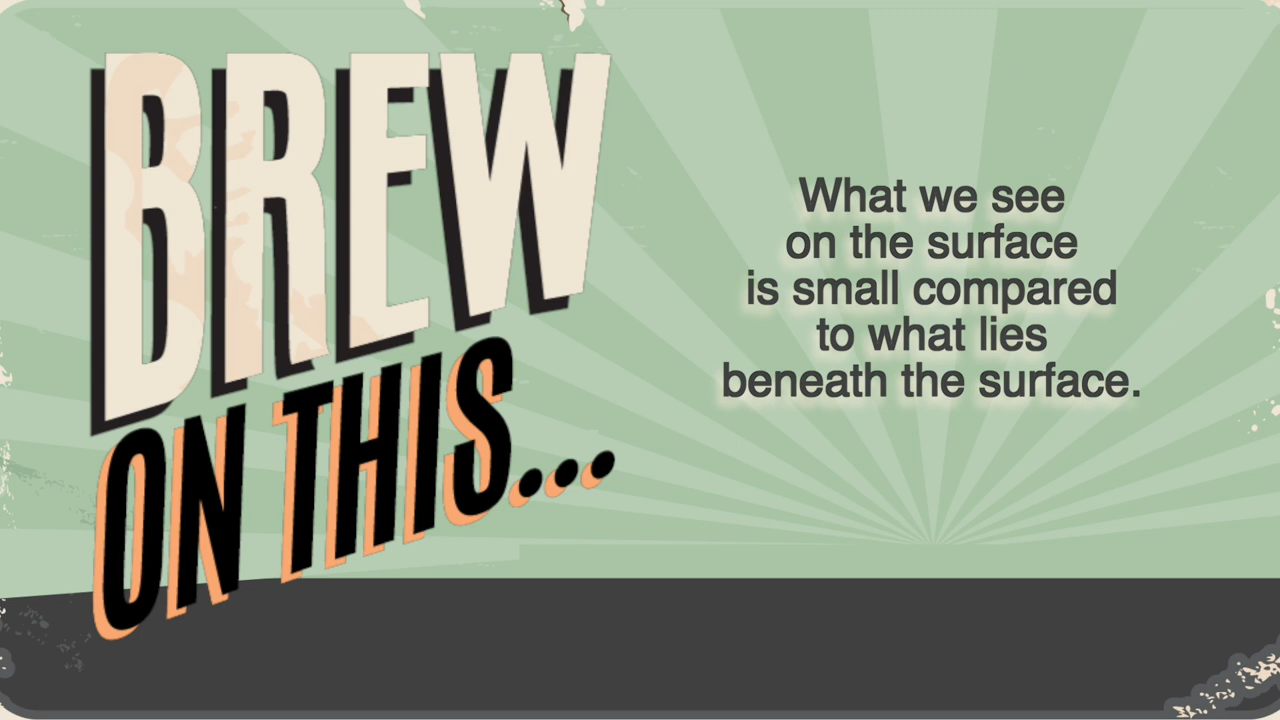 BREW
ON THIS...
What we see
on the surface
is small compared
to what lies
beneath the surface.